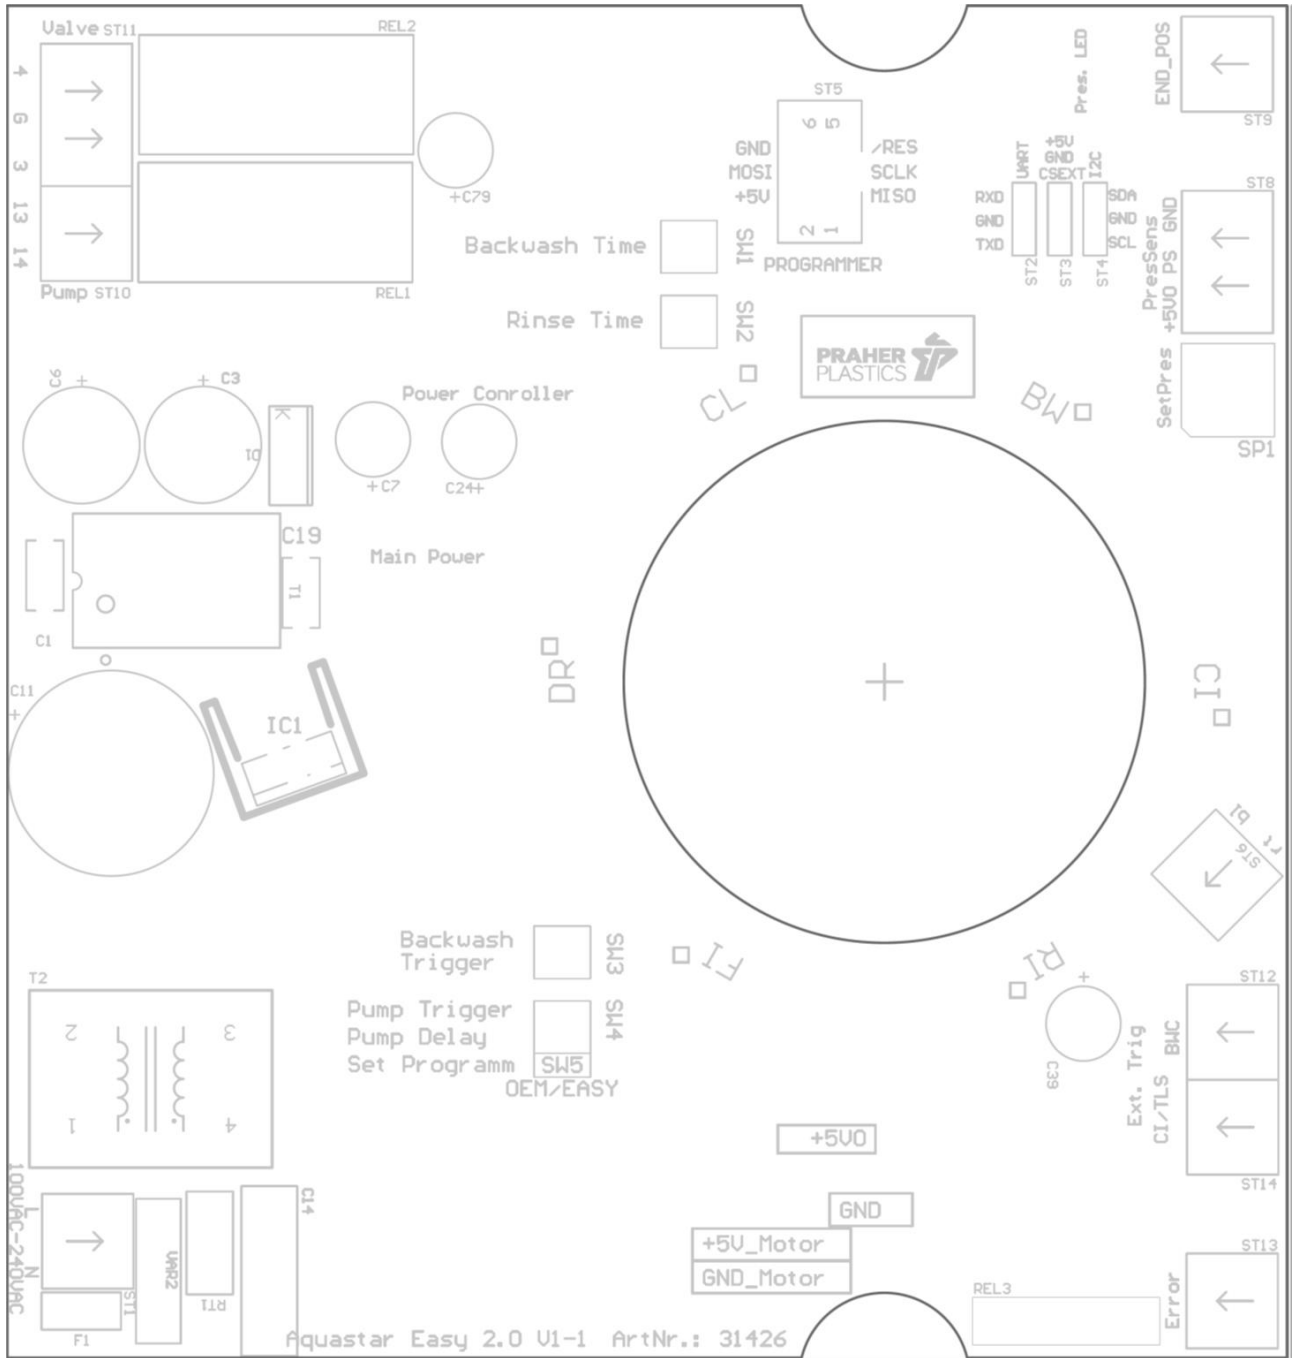 Valve ST11
REL2
4
G
3
13
14
Pump ST10
REL1
+C79
ST5
6 5
GND /RES
MOSI SCLK
+5V MISO
2 1
PROGRAMMER
Pres. LED
END_POS
ST9
UART
+5V
GND
CSEXT
I2C
RXD
GND
TXD
SDA
GND
SCL
ST2
ST3
ST4
ST8
GND
PresSens
+5VO PS
SetPres
SP1
Backwash Time
SW1
Rinse Time
SW2
PRAHER
PLASTICS
CL
BW
C6
+
+ C3
K
D1
Power Conroller
+C7
C24+
C19
Main Power
T1
C1
C11
+
IC1
DR
CI
b1
rt
ST6
Backwash
Trigger
SW3
FI
RI
+
C39
Pump Trigger
Pump Delay
Set Programm
SW4
SW5
OEM/EASY
T2
2 3
1 4
ST12
Ext. Trig
BWC
CI/TLS
ST14
+5VO
GND
+5V_Motor
GND_Motor
100VAC-240VAC
L
N
ST1
F1
VAR2
RT1
C14
REL3
Error
ST13
Aquastar Easy 2.0 V1-1 ArtNr.: 31426